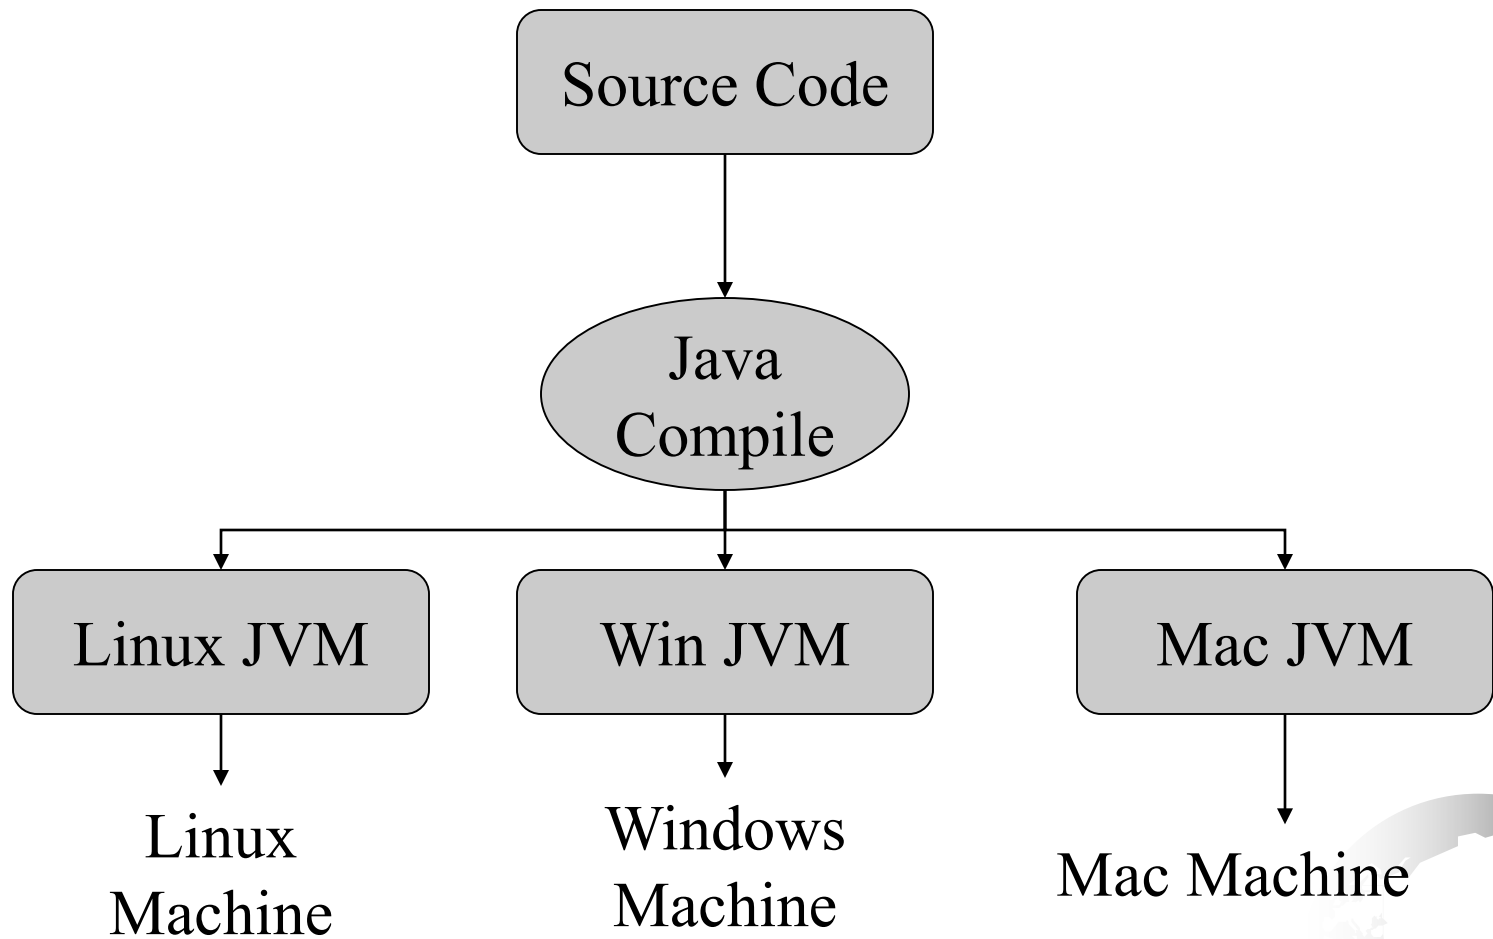 Source Code
Java
Compile
Linux JVM
Win JVM
Mac JVM
Linux
Machine
Windows
Machine
Mac Machine